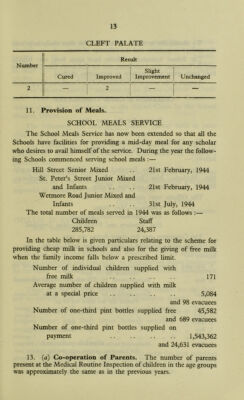 13
CLEFT PALATE
Number
Result
Cured
Improved
Slight
Improvement
Unchanged
2 — 2 — —
11. Provision of Meals.
SCHOOL MEALS SERVICE
The School Meals Service has now been extended so that all the
Schools have facilities for providing a mid-day meal for any scholar
who desires to avail himself of the service. During the year the follow-
ing Schools commenced serving school meals :—
Hill Street Senior Mixed .. 21st February, 1944
St. Peter's Street Junior Mixed
and Infants .. 21st February, 1944
Wetmore Road Junior Mixed and
Infants .. 31st July, 1944
The total number of meals served in 1944 was as follows :—
Children Staff
285,782 24,387
In the table below is given particulars relating to the scheme for
providing cheap milk in schools and also for the giving of free milk
when the family income falls below a prescribed limit.
Number of individual children supplied with
free milk .. .. .. .. 171
Average number of children supplied with milk
at a special price .. .. .. 5,084
and 98 evacuees
Number of one-third pint bottles supplied free 45,582
and 689 evacuees
Number of one-third pint bottles supplied on
payment .. .. .. .. 1,543,362
and 24,631 evacuees
13. (a) Co-operation of Parents. The number of parents
present at the Medical Routine Inspection of children in the age groups
was approximately the same as in the previous years.